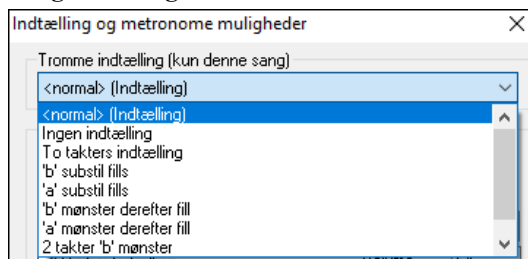 Indtælling og metronome muligheder
Tromme indtælling (kun denne sang)
<normal> (Indtælling)
<normal> (Indtælling)
Ingen indtælling
To takters indtælling
'b' substil fills
'a' substil fills
'b' mønster derefter fill
'a' mønster derefter fill
2 takter 'b' mønster